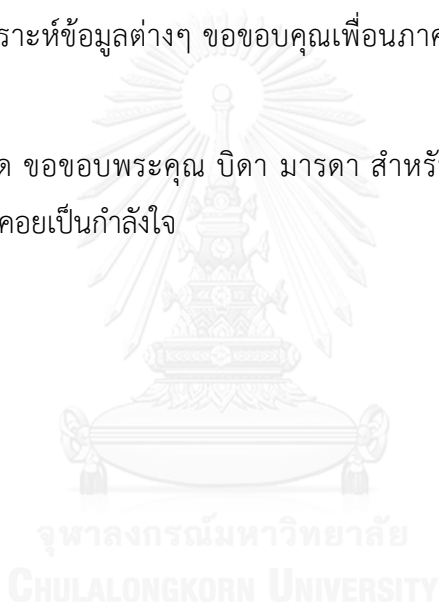 ราะห์ข้อมูลต่างๆ ขอขอบคุณเพื่อนภาค
ด ขอขอบพระคุณ บิดา มารดา สำหรับ
คอยเป็นกำลังใจ
จุฬาลงกรณ์มหาวิทยาลัย
CHULALONGKORN UNIVERSITY